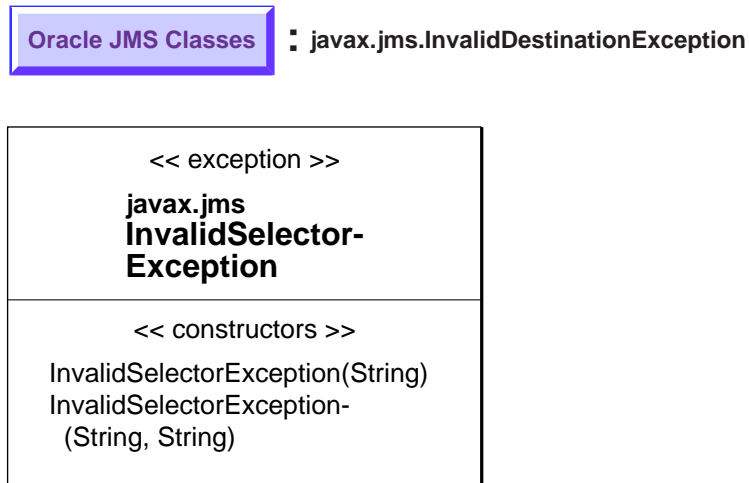 Oracle JMS Classes : javax.jms.InvalidDestinationException
<< exception >>
javax.jms
InvalidSelector-
Exception
<< constructors >>
InvalidSelectorException(String)
InvalidSelectorException-
(String, String)